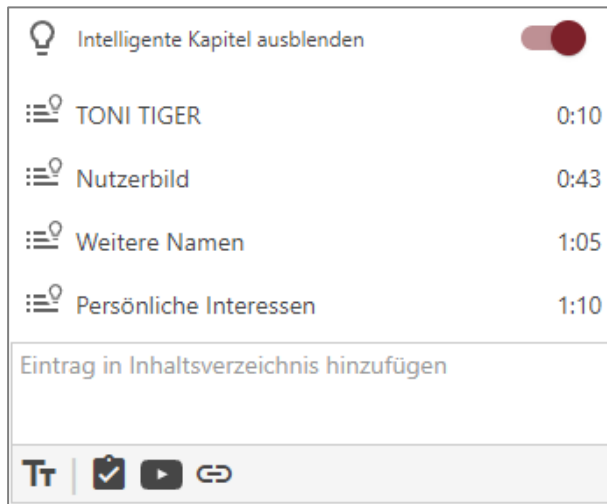 Intelligente Kapitel ausblenden
TONI TIGER 0:10
Nutzerbild 0:43
Weitere Namen 1:05
Persönliche Interessen 1:10
Eintrag in Inhaltsverzeichnis hinzufügen
TT